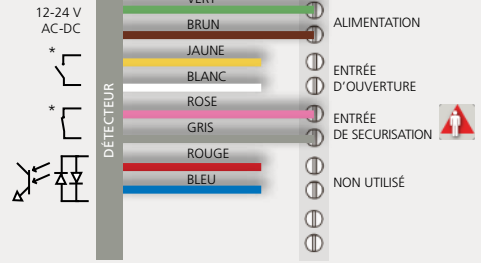 VERT
12-24 V
AC-DC
BRUN
ALIMENTATION
*
JAUNE
BLANC
ENTRÉE
D'OUVERTURE
*
ROSE
GRIS
ENTRÉE
DE SECURISATION
DÉTECTEUR
ROUGE
BLEU
NON UTILISÉ